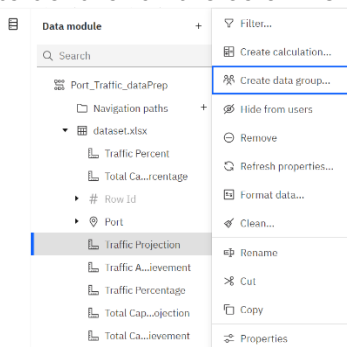 Data module +
Search
Port_Traffic_dataPrep
Navigation paths +
dataset.xlsx
Traffic Percent
Total Ca...rcentage
# Row Id
Port
Traffic Projection
Traffic A...ievement
Traffic Percentage
Total Cap...ojection
Total Ca...ievement
Filter...
Create calculation...
Create data group...
Hide from users
Remove
Refresh properties...
Format data...
Clean...
Rename
Cut
Copy
Properties